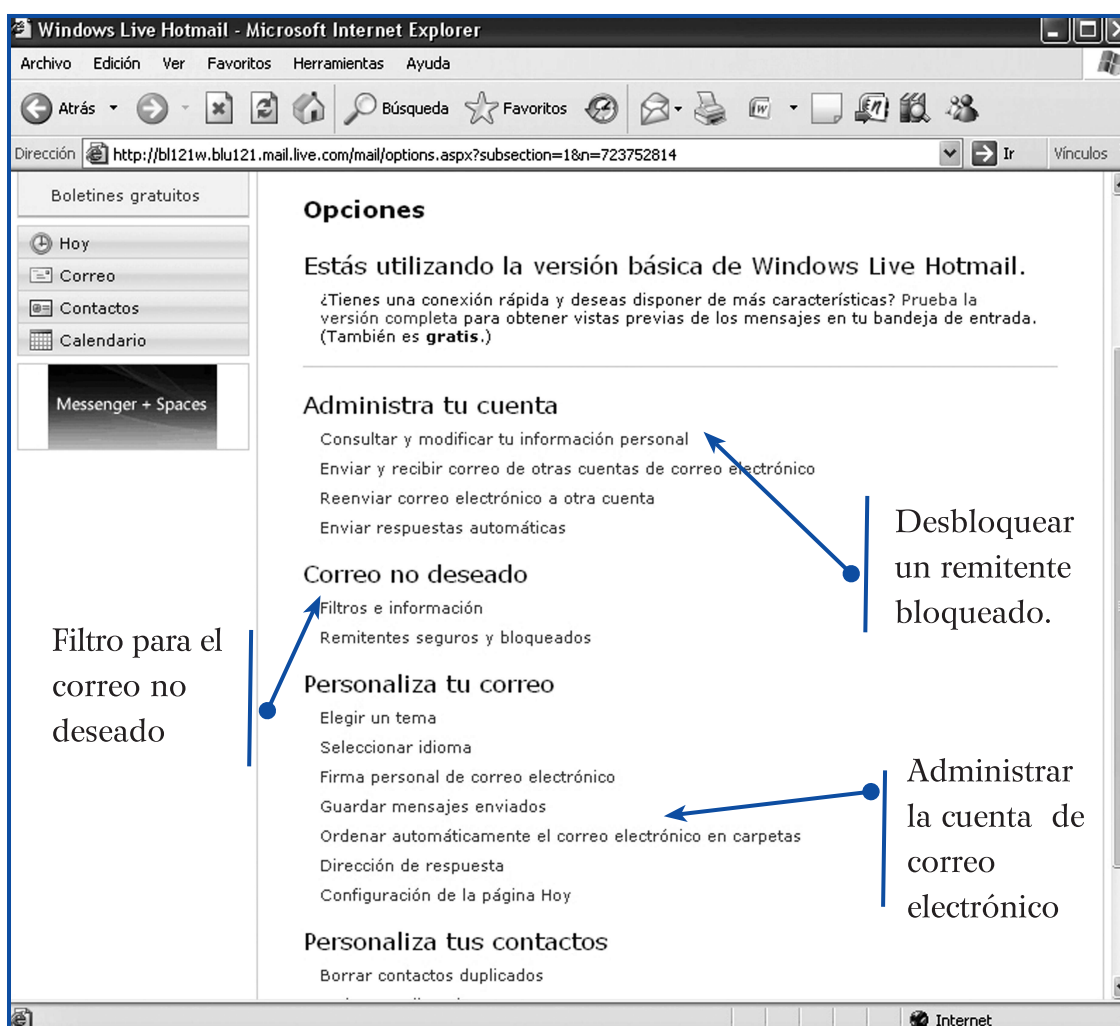 Windows Live Hotmail - Microsoft Internet Explorer
Archivo Edición Ver Favoritos Herramientas Ayuda
Atrás Búsqueda Favoritos
Dirección http://bl121w.blu121.mail.live.com/mail/options.aspx?subsection=1&n=723752814 Ir Vínculos
Boletines gratuitos
Hoy
Correo
Contactos
Calendario
Messenger + Spaces
Opciones
Estás utilizando la versión básica de Windows Live Hotmail.
¿Tienes una conexión rápida y deseas disponer de más características? Prueba la
versión completa para obtener vistas previas de los mensajes en tu bandeja de entrada.
(También es gratis.)
Administra tu cuenta
Consultar y modificar tu información personal
Enviar y recibir correo de otras cuentas de correo electrónico
Reenviar correo electrónico a otra cuenta
Enviar respuestas automáticas
Correo no deseado
Filtros e información
Remitentes seguros y bloqueados
Personaliza tu correo
Elegir un tema
Seleccionar idioma
Firma personal de correo electrónico
Guardar mensajes enviados
Ordenar automáticamente el correo electrónico en carpetas
Dirección de respuesta
Configuración de la página Hoy
Personaliza tus contactos
Borrar contactos duplicados
Desbloquear
un remitente
bloqueado.
Filtro para el
correo no
deseado
Administrar
la cuenta de
correo
electrónico
Internet